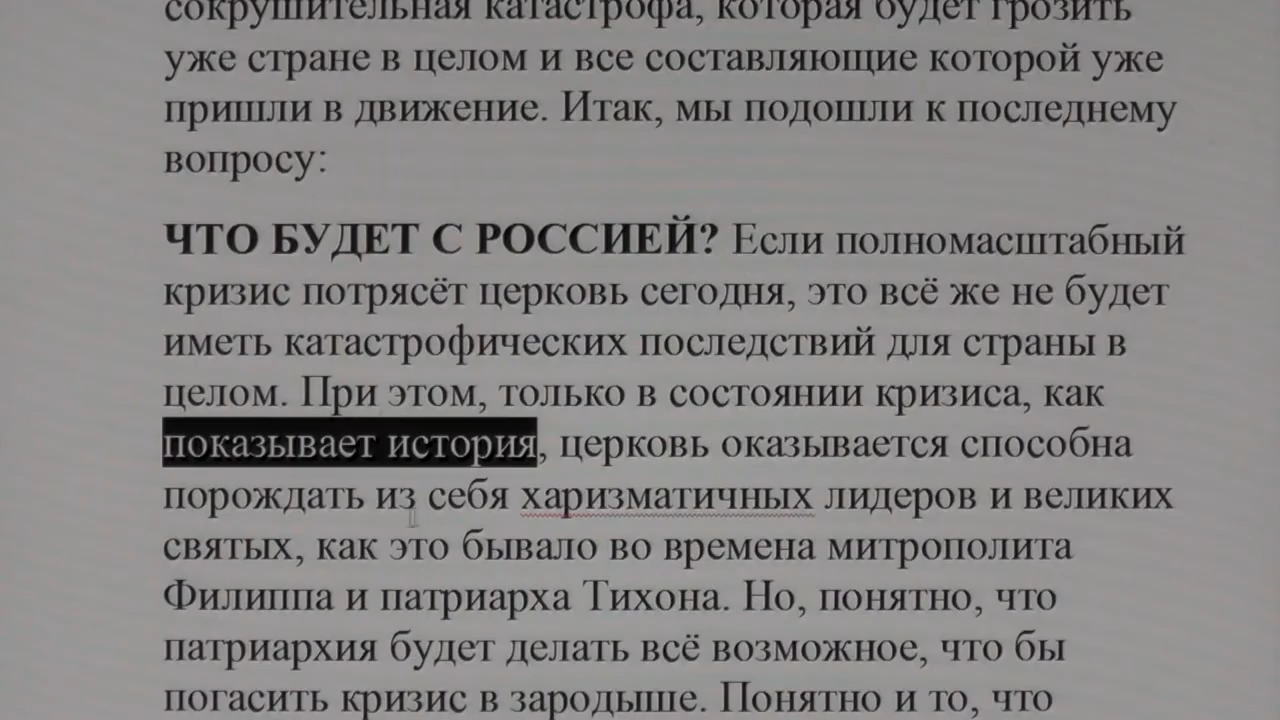 сокрушительная катастрофа, которая будет грозить
уже стране в целом и все составляющие которой уже
пришли в движение. Итак, мы подошли к последнему
вопросу:
ЧТО БУДЕТ С РОССИЕЙ? Если полномасштабный
кризис потрясёт церковь сегодня, это всё же не будет
иметь катастрофических последствий для страны в
целом. При этом, только в состоянии кризиса, как
показывает история, церковь оказывается способна
порождать из себя харизматичных лидеров и великих
святых, как это бывало во времена митрополита
Филиппа и патриарха Тихона. Но, понятно, что
патриархия будет делать всё возможное, что бы
погасить кризис в зародыше. Понятно и то, что